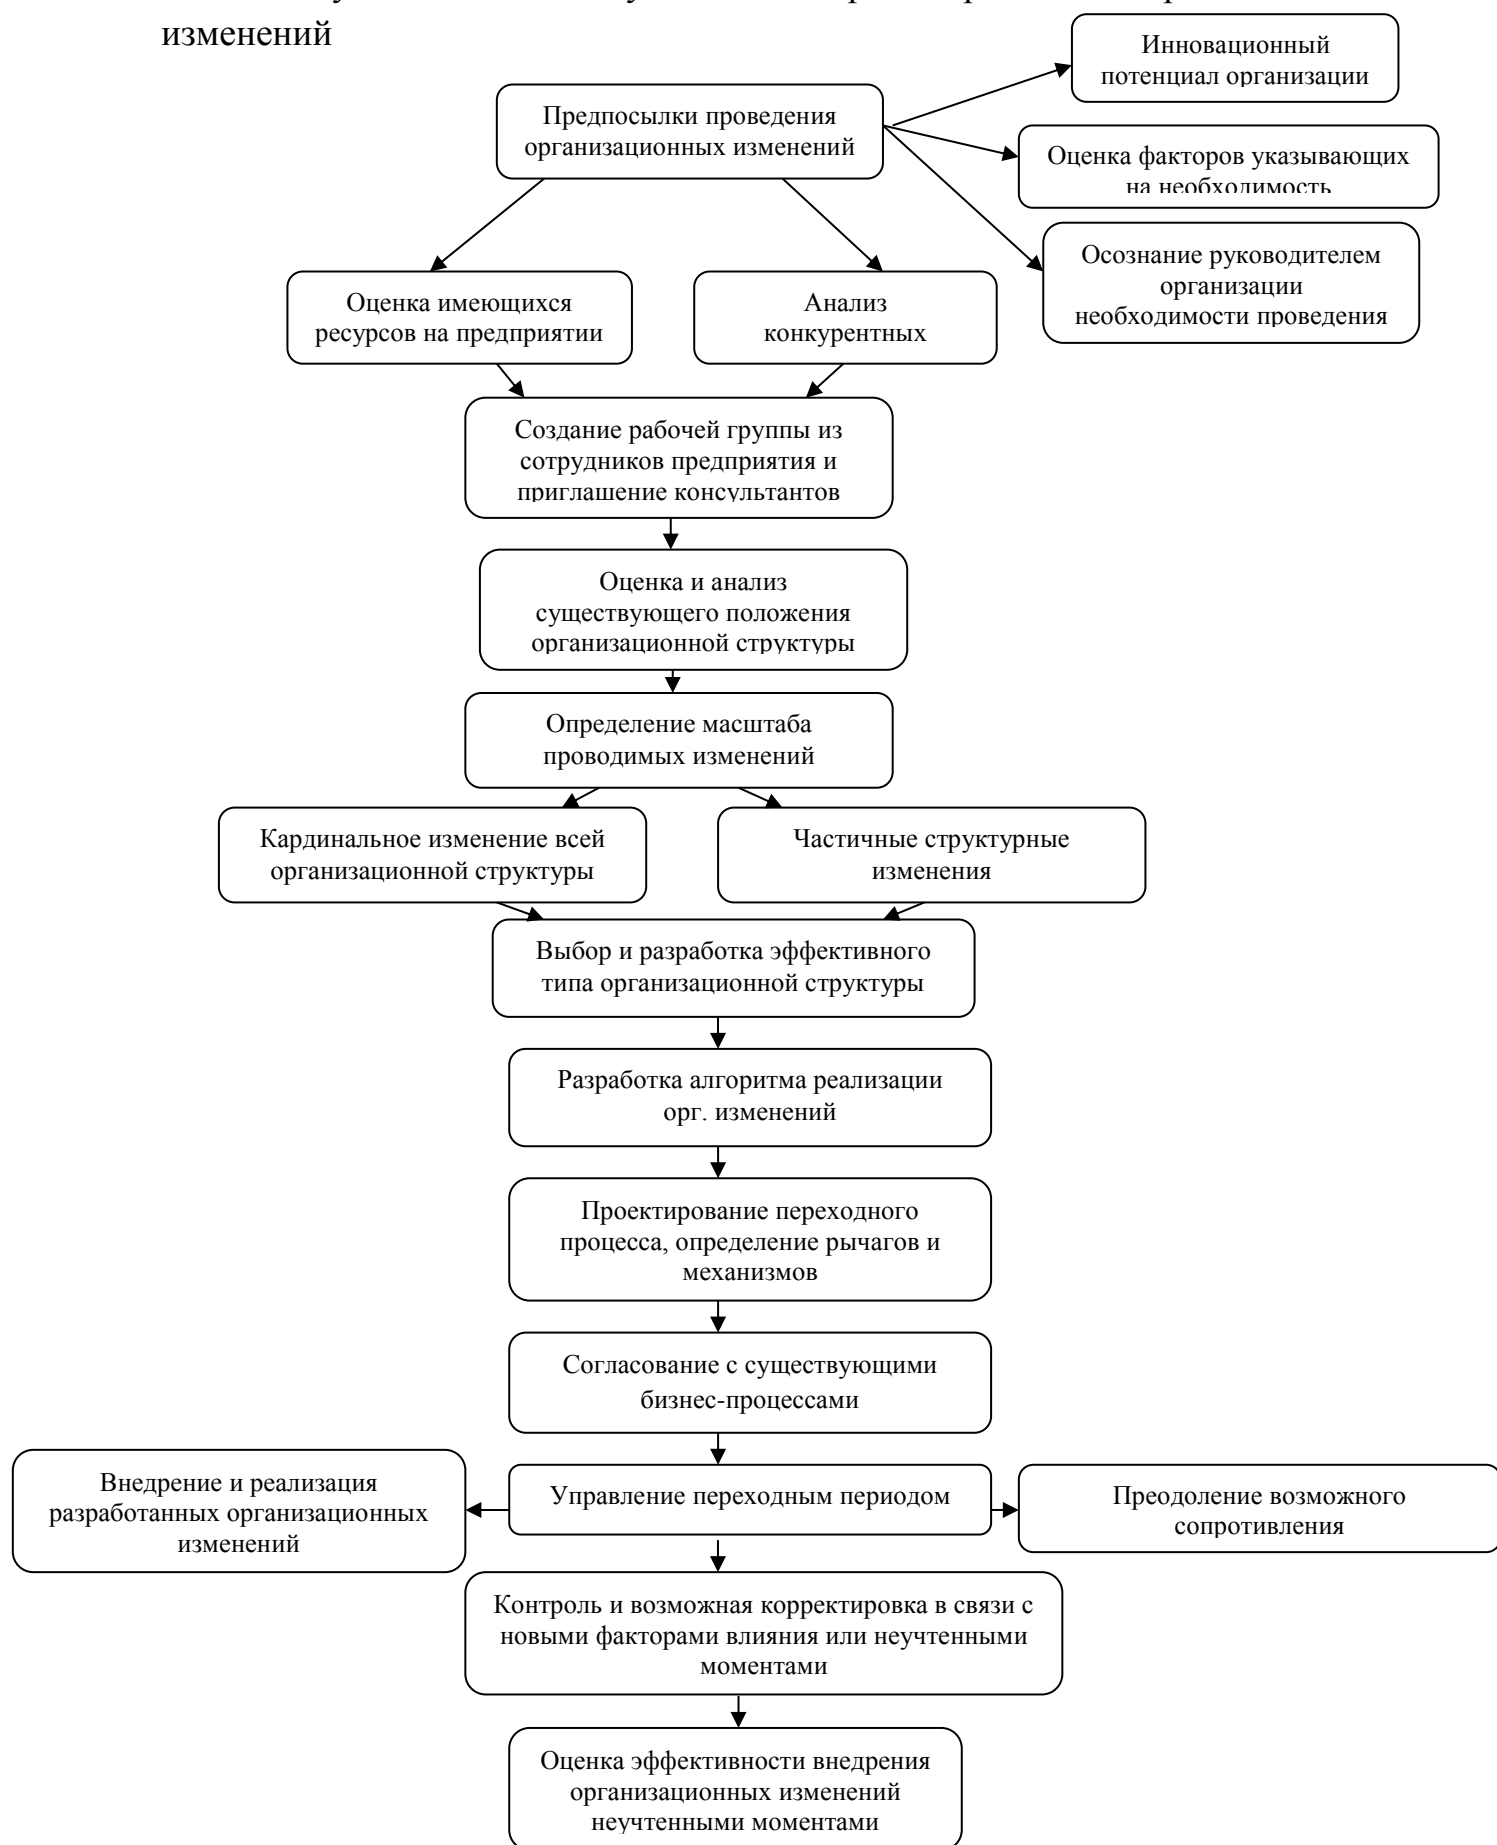 изменений
Инновационный
потенциал организации
Предпосылки проведения
организационных изменений
Оценка факторов указывающих
на необходимость
Осознание руководителем
организации
необходимости проведения
Оценка имеющихся
ресурсов на предприятии
Анализ
конкурентных
Создание рабочей группы из
сотрудников предприятия и
приглашение консультантов
Оценка и анализ
существующего положения
организационной структуры
Определение масштаба
проводимых изменений
Кардинальное изменение всей
организационной структуры
Частичные структурные
изменения
Выбор и разработка эффективного
типа организационной структуры
Разработка алгоритма реализации
орг. изменений
Проектирование переходного
процесса, определение рычагов и
механизмов
Согласование с существующими
бизнес-процессами
Внедрение и реализация
разработанных организационных
изменений
Управление переходным периодом
Преодоление возможного
сопротивления
Контроль и возможная корректировка в связи с
новыми факторами влияния или неучтенными
моментами
Оценка эффективности внедрения
организационных изменений
неучтенными моментами